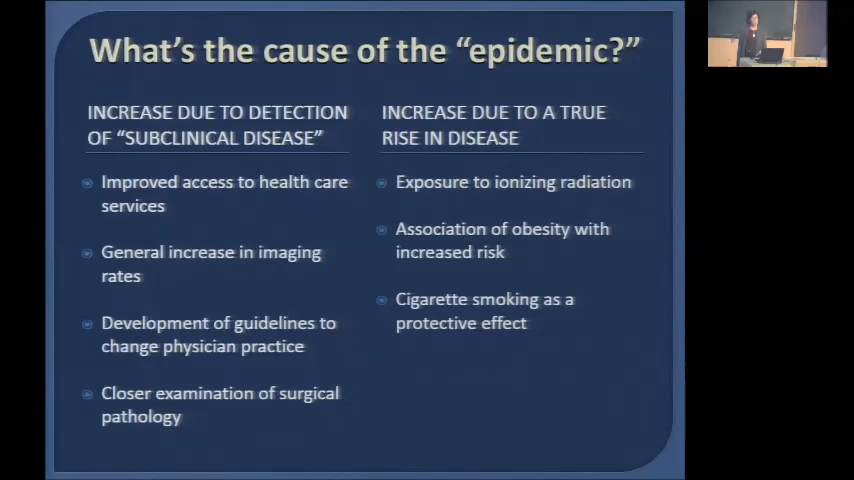 What's the cause of the “epidemic?”
INCREASE DUE TO DETECTION
OF “SUBCLINICAL DISEASE”
Improved access to health care
services
General increase in imaging
rates
Development of guidelines to
change physician practice
Closer examination of surgical
pathology
INCREASE DUE TO A TRUE
RISE IN DISEASE
Exposure to ionizing radiation
Association of obesity with
increased risk
Cigarette smoking as a
protective effect